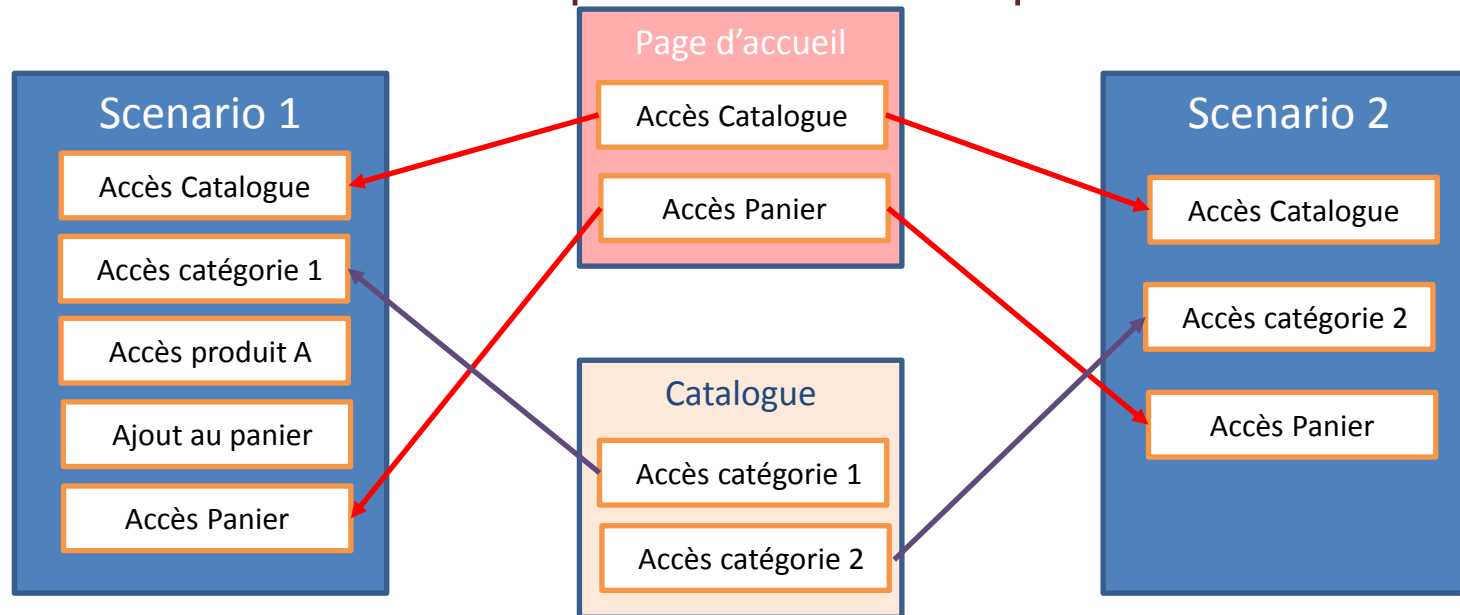 Page d'accueil
Accès Catalogue
Accès Panier
Scenario 1
Accès Catalogue
Accès catégorie 1
Accès produit A
Ajout au panier
Accès Panier
Catalogue
Accès catégorie 1
Accès catégorie 2
Scenario 2
Accès Catalogue
Accès catégorie 2
Accès Panier